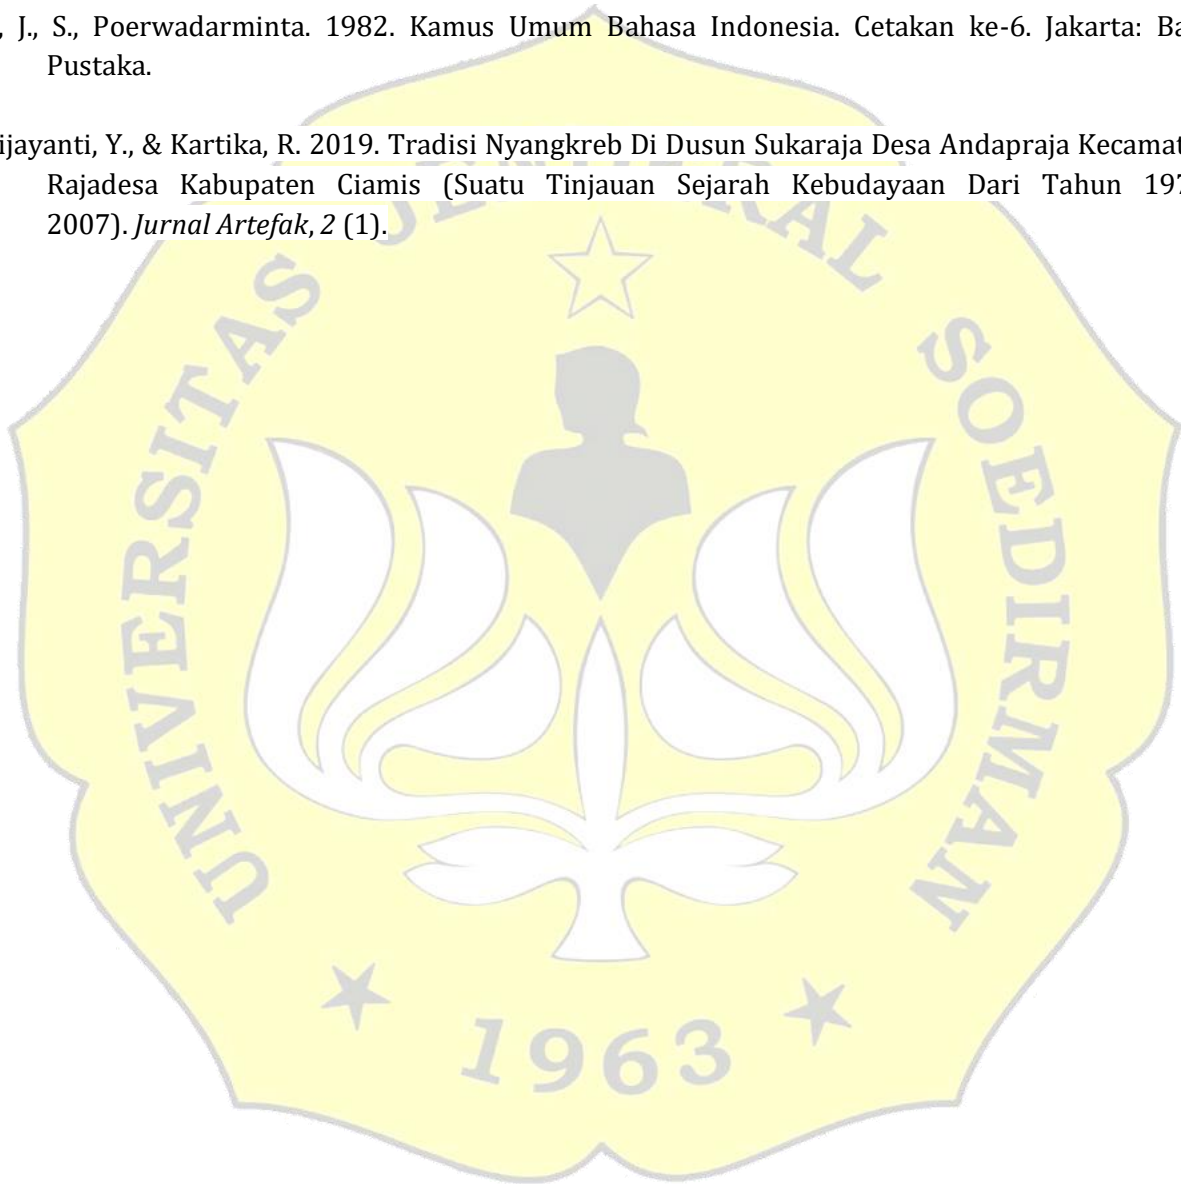 , J., S., Poerwadarminta. 1982. Kamus Umum Bahasa Indonesia. Cetakan ke-6. Jakarta: Ba
Pustaka.
ijayanti, Y., & Kartika, R. 2019. Tradisi Nyangkreb Di Dusun Sukaraja Desa Andapraja Kecamat
Rajadesa Kabupaten Ciamis (Suatu Tinjauan Sejarah Kebudayaan Dari Tahun 197
2007). Jurnal Artefak, 2 (1).
UNIVERSITAS JENDERAL SOEDIRMAN
1963